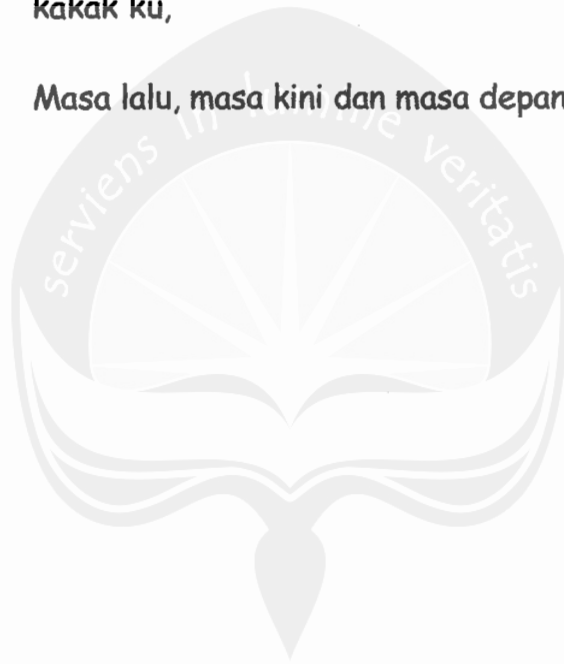 kakak ku,
Masa lalu, masa kini dan masa depan
serviens in lumine veritatis